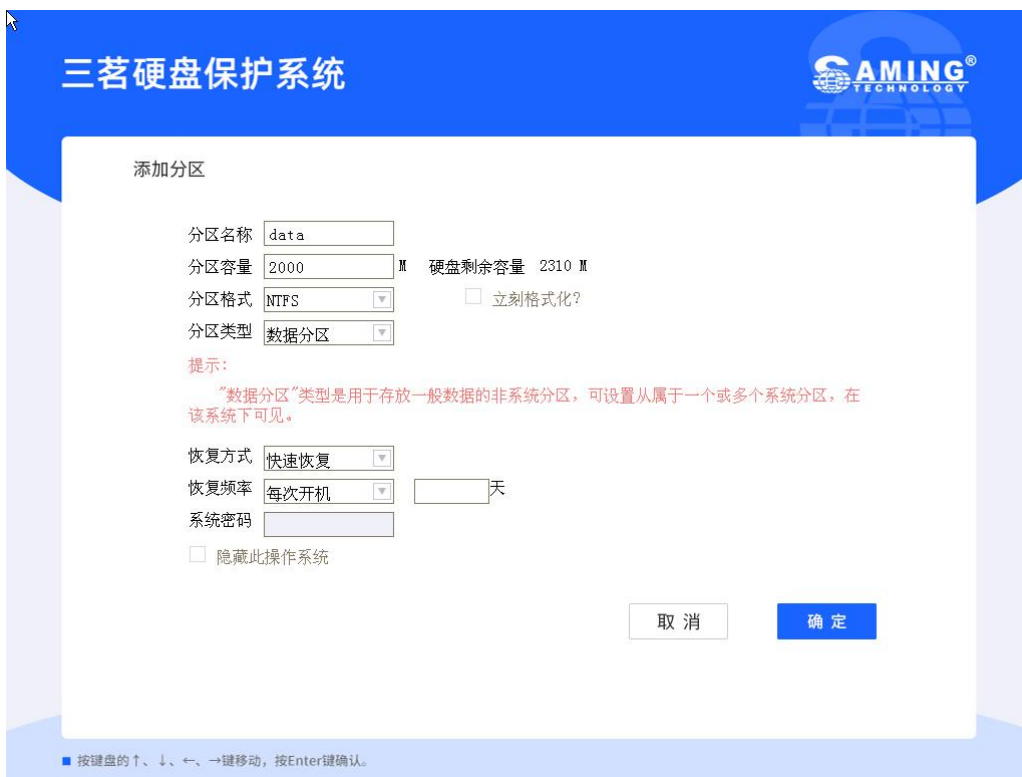 三茗硬盘保护系统
SAMING®
TECHNOLOGY
添加分区
分区名称 data
分区容量 2000 M 硬盘剩余容量 2310 M
分区格式 NTFS 立刻格式化?
分区类型 数据分区
提示:
"数据分区"类型是用于存放一般数据的非系统分区，可设置从属于一个或多个系统分区，在
该系统下可见。
恢复方式 快速恢复
恢复频率 每次开机 天
系统密码
隐藏此操作系统
取 消 确 定
按键盘的↑、↓、←、→键移动，按Enter键确认。